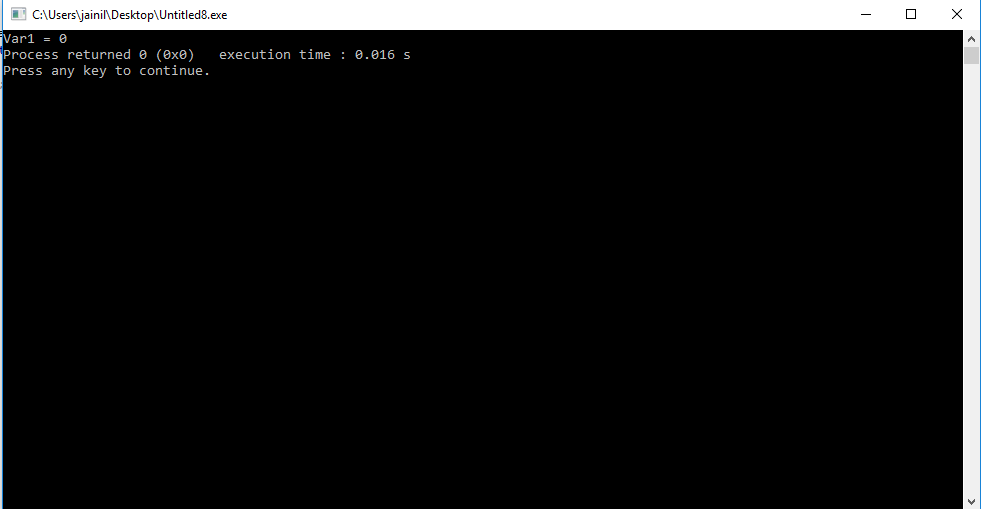 C:\Users\jainil\Desktop\Untitled8.exe
Var1 = 0
Process returned 0 (0x0)   execution time : 0.016 s
Press any key to continue.